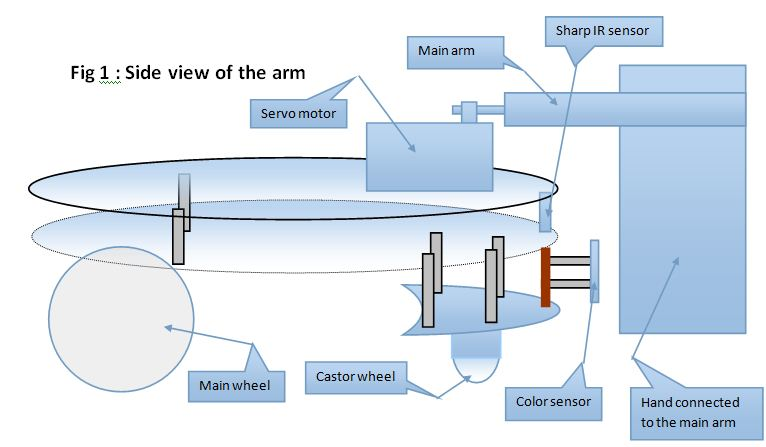 Sharp IR sensor
Main arm
Fig 1 : Side view of the arm
Servo motor
Main wheel
Castor wheel
Color sensor
Hand connected
to the main arm